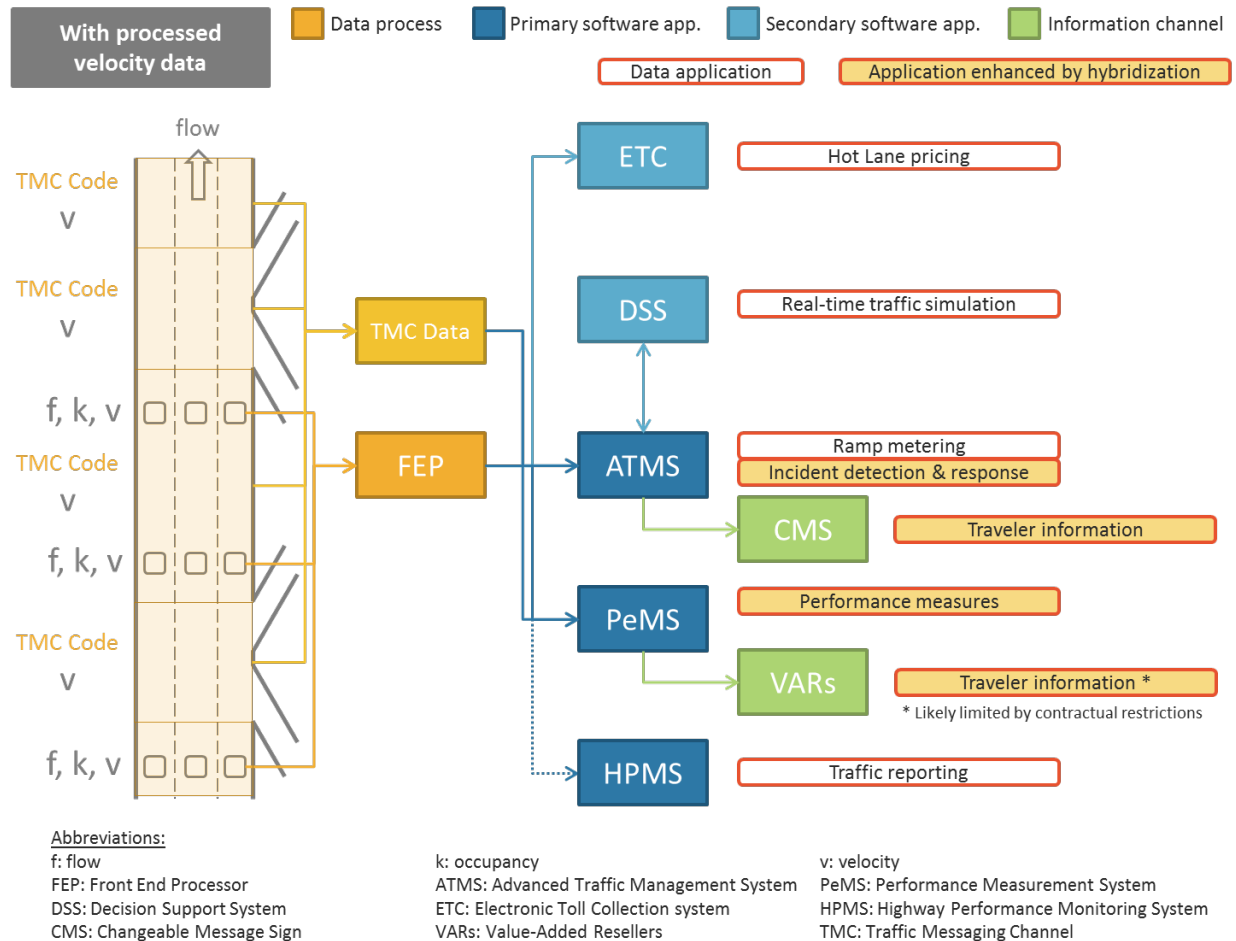 With processed
velocity data
Data process
Primary software app.
Secondary software app.
Information channel
Data application
Application enhanced by hybridization
flow
TMC Code
v
TMC Code
v
f, k, v
TMC Code
v
f, k, v
TMC Code
v
f, k, v
TMC Data
FEP
ETC
Hot Lane pricing
DSS
Real-time traffic simulation
ATMS
Ramp metering
Incident detection & response
CMS
Traveler information
PeMS
Performance measures
VARs
Traveler information *
* Likely limited by contractual restrictions
HPMS
Traffic reporting
Abbreviations:
f: flow
k: occupancy
v: velocity
FEP: Front End Processor
ATMS: Advanced Traffic Management System
PeMS: Performance Measurement System
DSS: Decision Support System
ETC: Electronic Toll Collection system
HPMS: Highway Performance Monitoring System
CMS: Changeable Message Sign
VARs: Value-Added Resellers
TMC: Traffic Messaging Channel